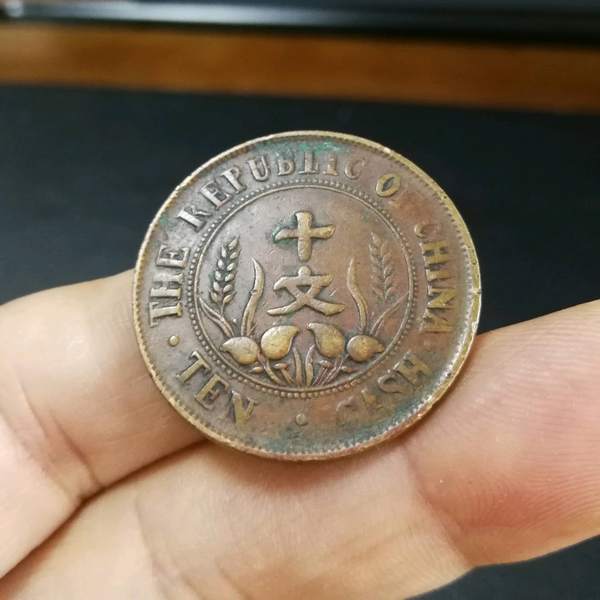 THE REPUBLIC OF CHINA
十文
TEN CASH